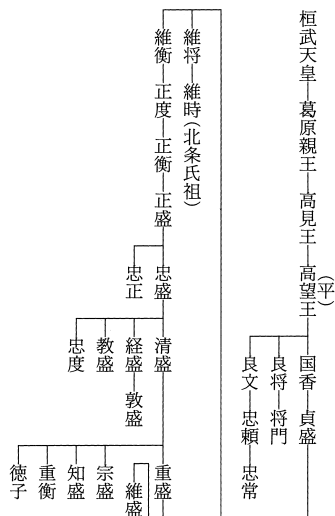 桓武天皇―葛原親王―高見王―高望王(平)
国香―貞盛
良将―将門
良文―忠頼―忠常
維将―維時(北条氏祖)
維衡―正度―正衡―正盛
忠盛
忠正
清盛
経盛―敦盛
教盛
忠度
重盛
維盛
宗盛
知盛
重衡
徳子